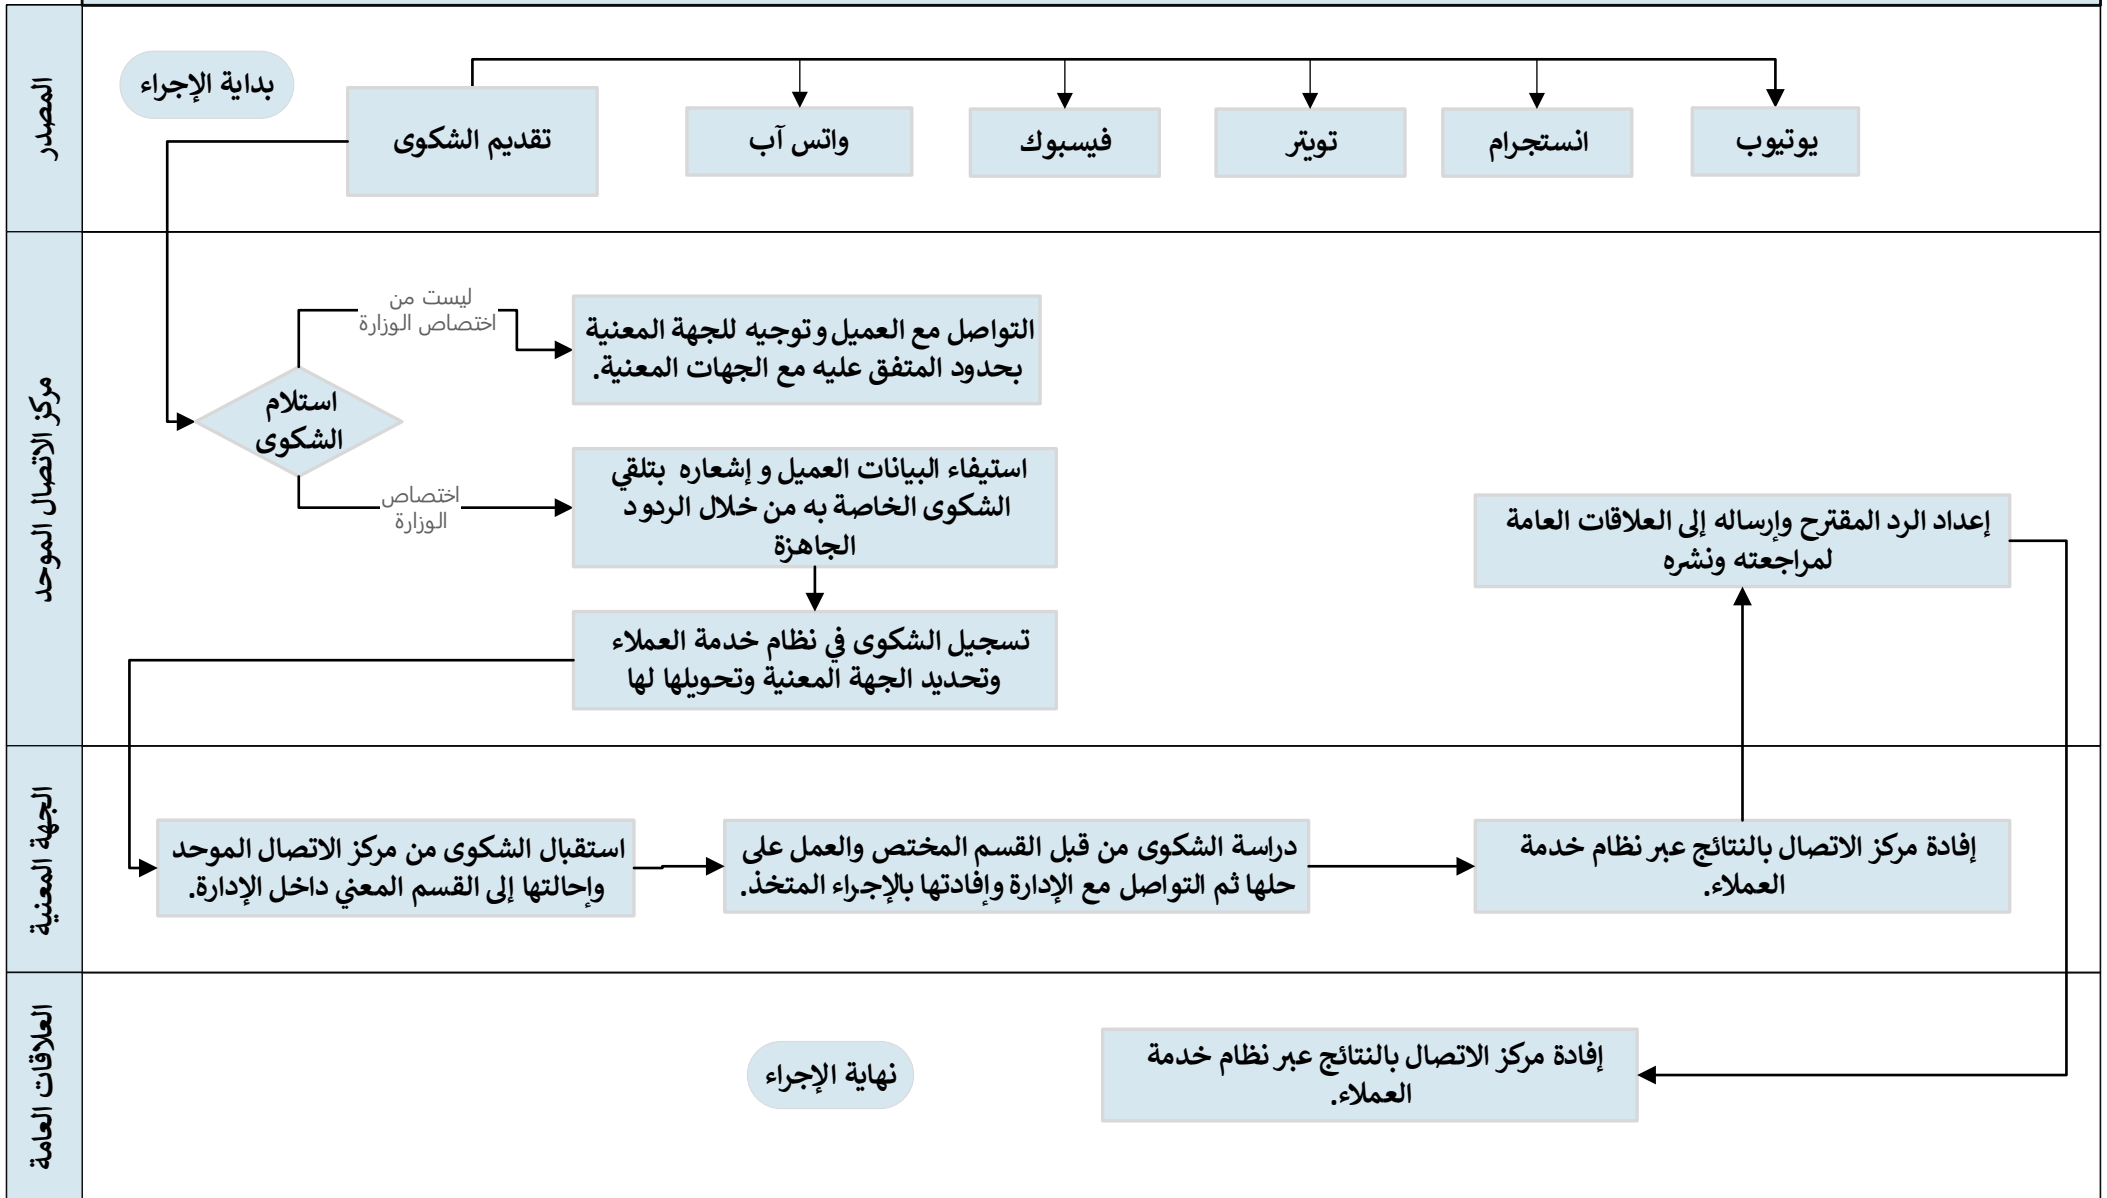 المصدر
بداية الإجراء
تقديم الشكوى
واتس آب
فيسبوك
تويتر
انستجرام
يوتيوب
مركز الاتصال الموحد
استلام
الشكوى
ليست من
اختصاص الوزارة
التواصل مع العميل وتوجيه للجهة المعنية
بحدود المتفق عليه مع الجهات المعنية.
اختصاص
الوزارة
استيفاء البيانات العميل و إشعاره بتلقي
الشكوى الخاصة به من خلال الردود
الجاهزة
تسجيل الشكوى في نظام خدمة العملاء
وتحديد الجهة المعنية وتحويلها لها
إعداد الرد المقترح وإرساله إلى العلاقات العامة
لمراجعته ونشره
الجهة المعنية
استقبال الشكوى من مركز الاتصال الموحد
وإحالتها إلى القسم المعني داخل الإدارة.
دراسة الشكوى من قبل القسم المختص والعمل على
حلها ثم التواصل مع الإدارة وإفادتها بالإجراء المتخذ.
إفادة مركز الاتصال بالنتائج عبر نظام خدمة
العملاء.
العلاقات العامة
إفادة مركز الاتصال بالنتائج عبر نظام خدمة
العملاء.
نهاية الإجراء